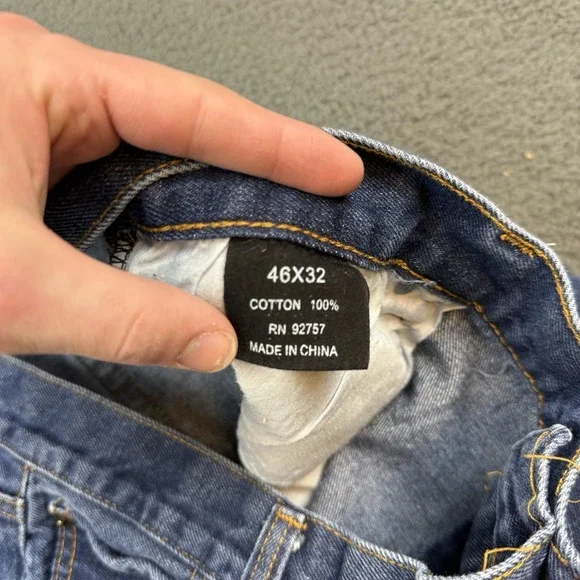 46X32
COTTON 100%
RN 92757
MADE IN CHINA